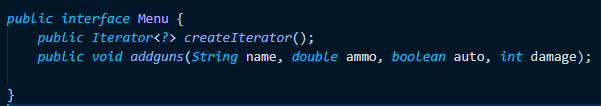 public interface Menu {
public Iterator<?> createIterator();
public void addguns(String name, double ammo, boolean auto, int damage);
}